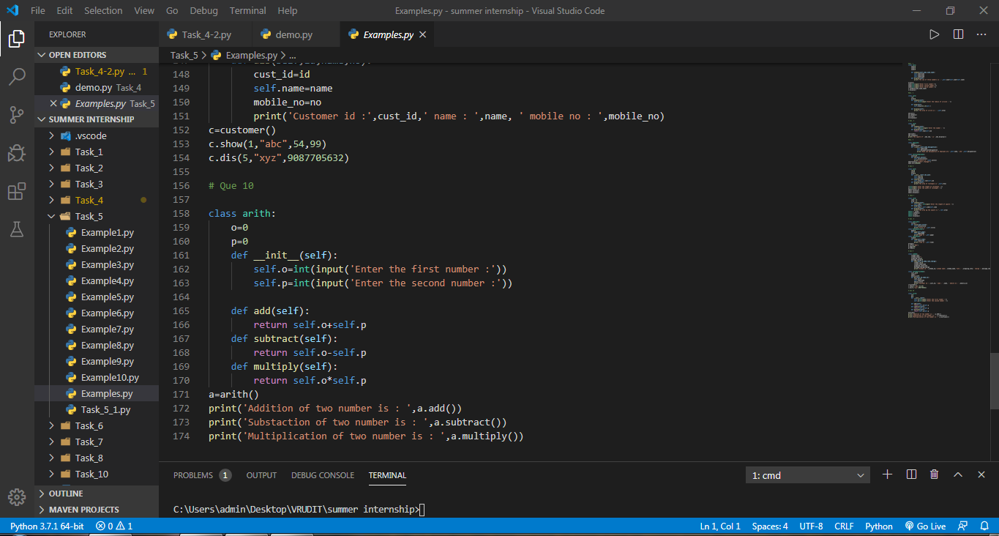 File Edit Selection View Go Debug Terminal Help Examples.py - summer internship - Visual Studio Code
EXPLORER
OPEN EDITORS
Task_4-2.py ... 1
demo.py Task_4
Examples.py Task_5
SUMMER INTERNSHIP
.vscode
Task_1
Task_2
Task_3
Task_4
Task_5
Example1.py
Example2.py
Example3.py
Example4.py
Example5.py
Example6.py
Example7.py
Example8.py
Example9.py
Example10.py
Examples.py
Task_5_1.py
Task_6
Task_7
Task_8
Task_10
OUTLINE
MAVEN PROJECTS
Task_4-2.py demo.py Examples.py
Task_5 > Examples.py > ...
148 cust_id=id
149 self.name=name
150 mobile_no=no
151 print('Customer id :',cust_id,' name : ',name, ' mobile no : ',mobile_no)
152 c=customer()
153 c.show(1,"abc",54,99)
154 c.dis(5,"xyz",9087705632)
155
156 # Que 10
157
158 class arith:
159 o=0
160 p=0
161 def __init__(self):
162 self.o=int(input('Enter the first number :'))
163 self.p=int(input('Enter the second number :'))
164
165 def add(self):
166 return self.o+self.p
167 def subtract(self):
168 return self.o-self.p
169 def multiply(self):
170 return self.o*self.p
171 a=arith()
172 print('Addition of two number is : ',a.add())
173 print('Substaction of two number is : ',a.subtract())
174 print('Multiplication of two number is : ',a.multiply())
PROBLEMS 1 OUTPUT DEBUG CONSOLE TERMINAL 1: cmd
C:\Users\admin\Desktop\VRUDIT\summer internship>
Python 3.7.1 64-bit 0 1 Ln 1, Col 1 Spaces: 4 UTF-8 CRLF Python Go Live